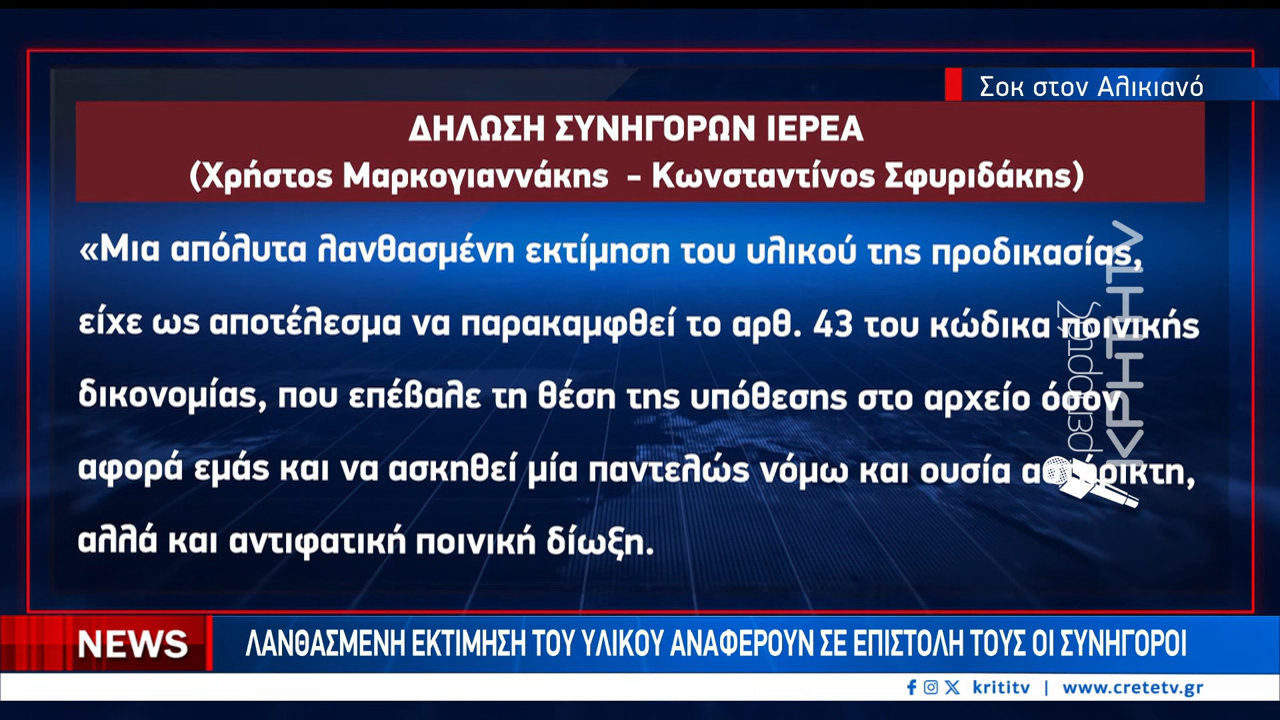 Σοκ στον Αλικιανό
ΔΗΛΩΣΗ ΣΥΝΗΓΟΡΩΝ ΙΕΡΕΑ
(Χρήστος Μαρκογιαννάκης - Κωνσταντίνος Σφυριδάκης)
«Μια απόλυτα λανθασμένη εκτίμηση του υλικού της προδικασίας,
είχε ως αποτέλεσμα να παρακαμφθεί το αρθ. 43 του κώδικα ποινικής
δικονομίας, που επέβαλε τη θέση της υπόθεσης στο αρχείο όσον
αφορά εμάς και να ασκηθεί μία παντελώς νόμω και ουσία αστήρικτη,
αλλά και αντιφατική ποινική δίωξη.
ΚΡΗΤΗTV
NEWS
ΛΑΝΘΑΣΜΕΝΗ ΕΚΤΙΜΗΣΗ ΤΟΥ ΥΛΙΚΟΥ ΑΝΑΦΕΡΟΥΝ ΣΕ ΕΠΙΣΤΟΛΗ ΤΟΥΣ ΟΙ ΣΥΝΗΓΟΡΟΙ
krititv | www.cretetv.gr